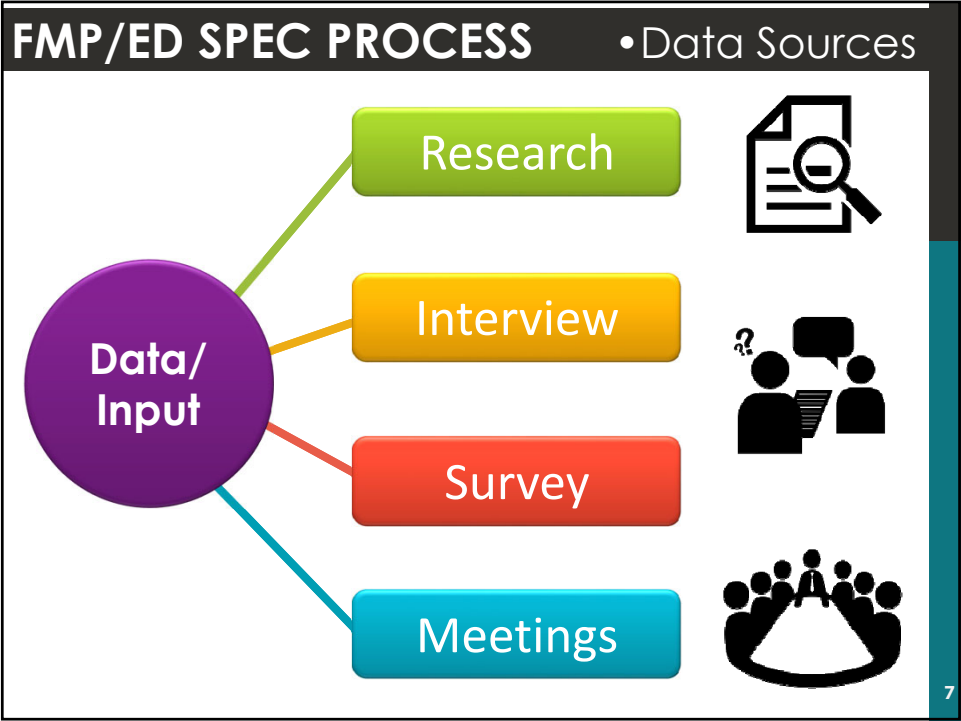 FMP/ED SPEC PROCESS •Data Sources
Research
Interview
Data/
Input
Survey
Meetings
??
7